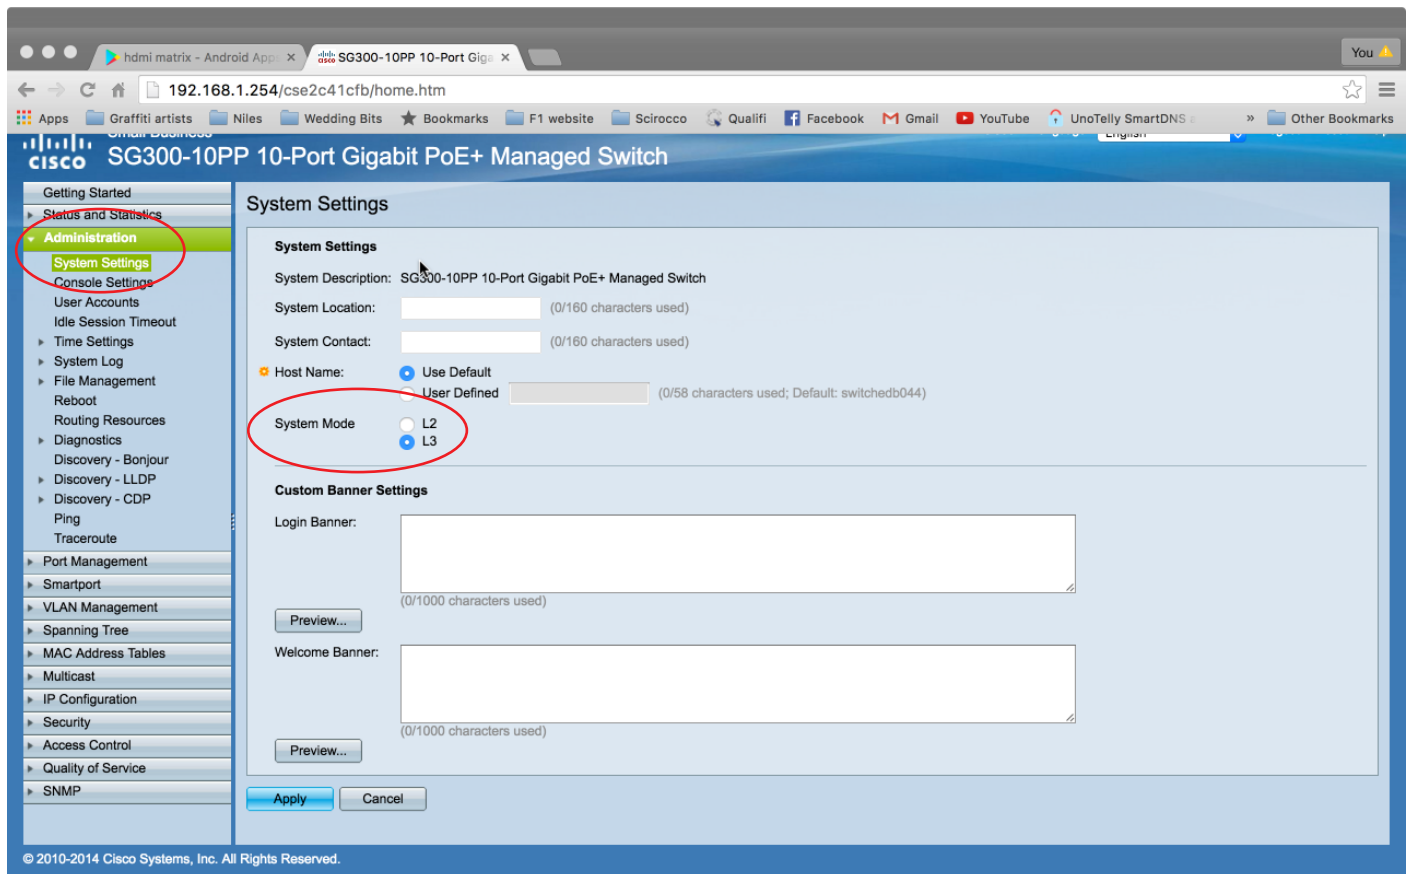 hdmi matrix - Android App
SG300-10PP 10-Port Giga
You
192.168.1.254/cse2c41cfb/home.htm
Apps
Graffiti artists
Niles
Wedding Bits
Bookmarks
F1 website
Scirocco
Qualifi
Facebook
Gmail
YouTube
UnoTelly SmartDNS
»
Other Bookmarks
Small Business
English
cisco
SG300-10PP 10-Port Gigabit PoE+ Managed Switch
Getting Started
Status and Statistics
Administration
System Settings
Console Settings
User Accounts
Idle Session Timeout
Time Settings
System Log
File Management
Reboot
Routing Resources
Diagnostics
Discovery - Bonjour
Discovery - LLDP
Discovery - CDP
Ping
Traceroute
Port Management
Smartport
VLAN Management
Spanning Tree
MAC Address Tables
Multicast
IP Configuration
Security
Access Control
Quality of Service
SNMP
System Settings
System Settings
System Description: SG300-10PP 10-Port Gigabit PoE+ Managed Switch
System Location: (0/160 characters used)
System Contact: (0/160 characters used)
Host Name: Use Default
User Defined (0/58 characters used; Default: switchedb044)
System Mode L2
L3
Custom Banner Settings
Login Banner:
(0/1000 characters used)
Preview...
Welcome Banner:
(0/1000 characters used)
Preview...
Apply Cancel
© 2010-2014 Cisco Systems, Inc. All Rights Reserved.